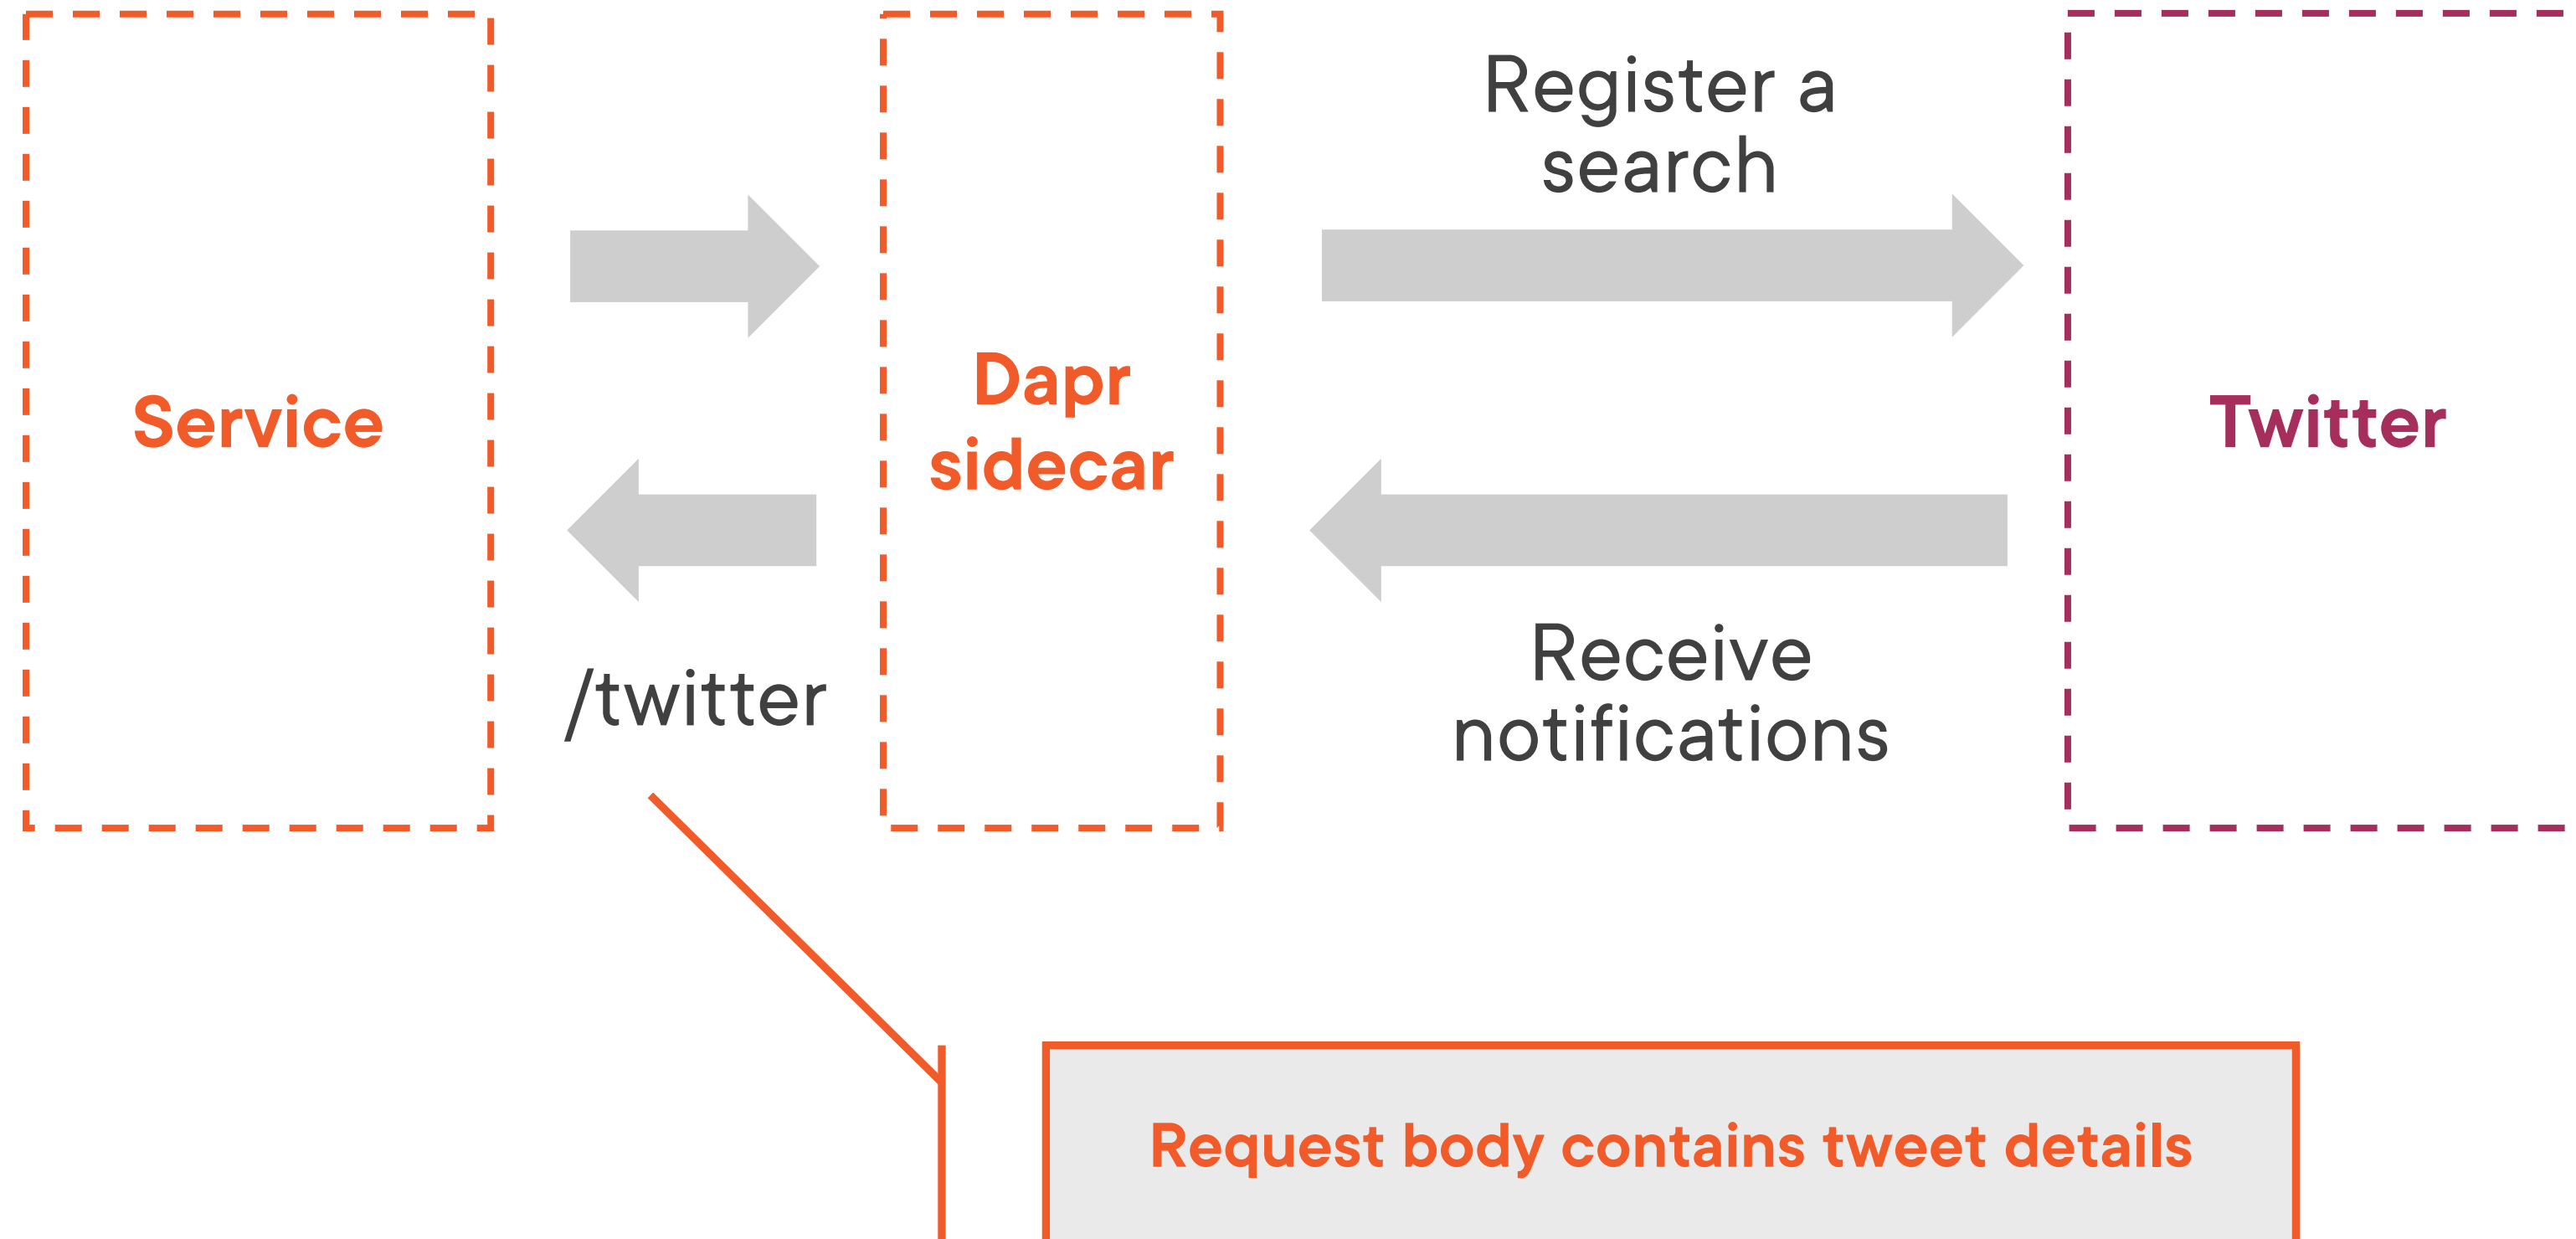 Service
Dapr
sidecar
Register a
search
Twitter
/twitter
Receive
notifications
Request body contains tweet details